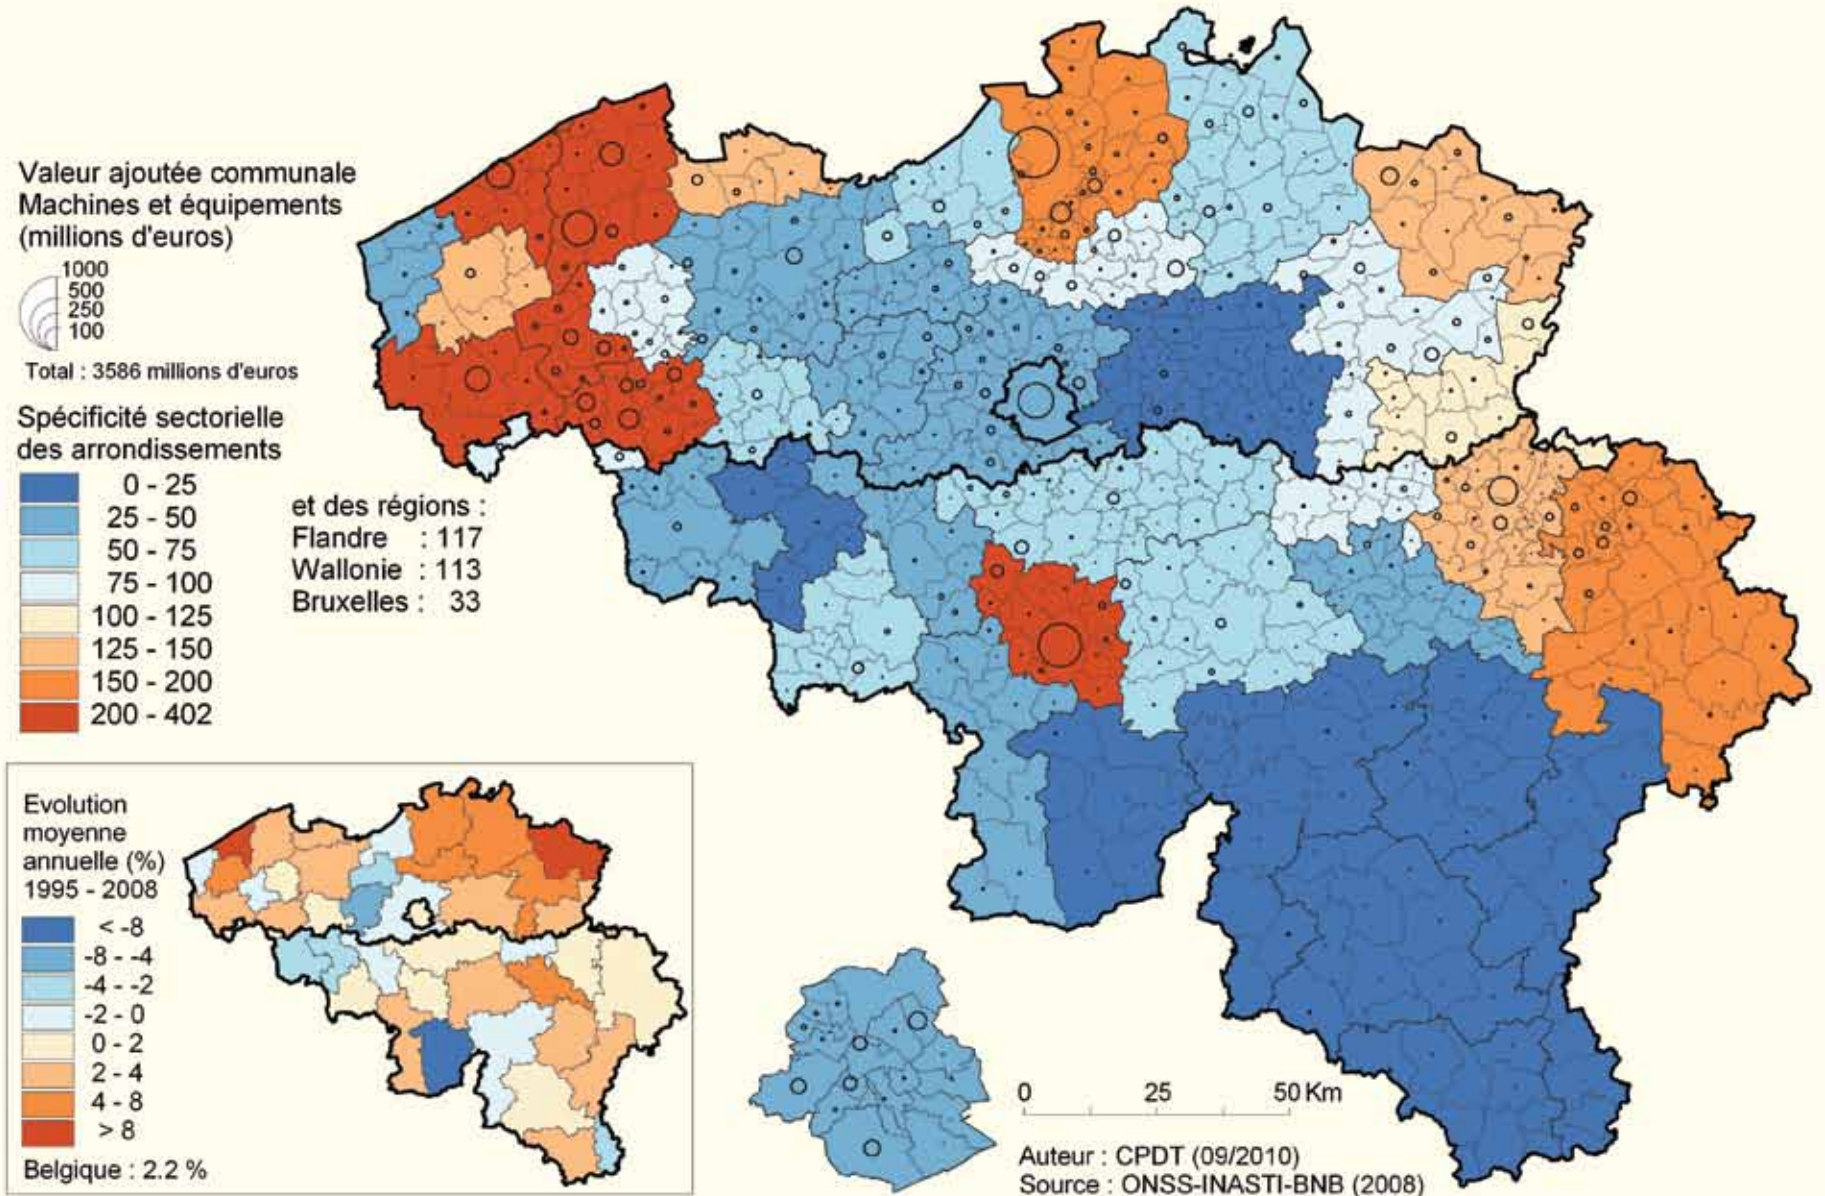 Valeur ajoutée communale
Machines et équipements
(millions d'euros)
1000
500
250
100
Total : 3586 millions d'euros
Spécificité sectorielle
des arrondissements
0 - 25
25 - 50
50 - 75
75 - 100
100 - 125
125 - 150
150 - 200
200 - 402
et des régions :
Flandre : 117
Wallonie : 113
Bruxelles : 33
Evolution
moyenne
annuelle (%)
1995 - 2008
< -8
-8 - -4
-4 - -2
-2 - 0
0 - 2
2 - 4
4 - 8
> 8
Belgique : 2.2 %
0 25 50 Km
Auteur : CPDT (09/2010)
Source : ONSS-INASTI-BNB (2008)